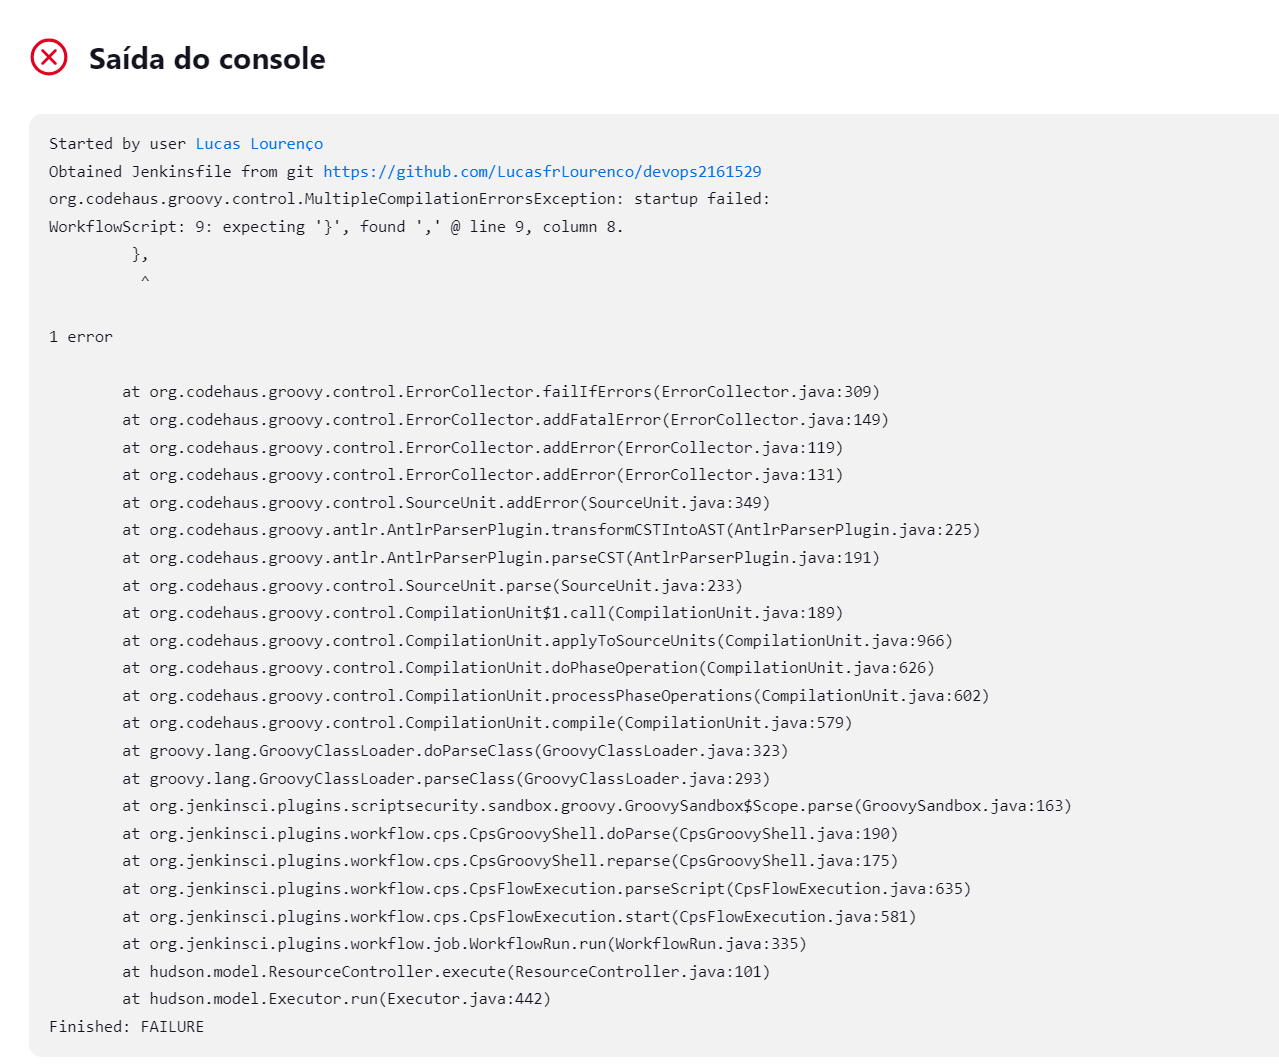 Saída do console
Started by user Lucas Lourenço
Obtained Jenkinsfile from git https://github.com/LucasfrLourenco/devops2161529
org.codehaus.groovy.control.MultipleCompilationErrorsException: startup failed:
WorkflowScript: 9: expecting '}', found ',' @ line 9, column 8.
},
^
1 error
at org.codehaus.groovy.control.ErrorCollector.failIfErrors(ErrorCollector.java:309)
at org.codehaus.groovy.control.ErrorCollector.addFatalError(ErrorCollector.java:149)
at org.codehaus.groovy.control.ErrorCollector.addError(ErrorCollector.java:119)
at org.codehaus.groovy.control.ErrorCollector.addError(ErrorCollector.java:131)
at org.codehaus.groovy.control.SourceUnit.addError(SourceUnit.java:349)
at org.codehaus.groovy.antlr.AntlrParserPlugin.transformCSTIntoAST(AntlrParserPlugin.java:225)
at org.codehaus.groovy.antlr.AntlrParserPlugin.parseCST(AntlrParserPlugin.java:191)
at org.codehaus.groovy.control.SourceUnit.parse(SourceUnit.java:233)
at org.codehaus.groovy.control.CompilationUnit$1.call(CompilationUnit.java:189)
at org.codehaus.groovy.control.CompilationUnit.applyToSourceUnits(CompilationUnit.java:966)
at org.codehaus.groovy.control.CompilationUnit.doPhaseOperation(CompilationUnit.java:626)
at org.codehaus.groovy.control.CompilationUnit.processPhaseOperations(CompilationUnit.java:602)
at org.codehaus.groovy.control.CompilationUnit.compile(CompilationUnit.java:579)
at groovy.lang.GroovyClassLoader.doParseClass(GroovyClassLoader.java:323)
at groovy.lang.GroovyClassLoader.parseClass(GroovyClassLoader.java:293)
at org.jenkinsci.plugins.scriptsecurity.sandbox.groovy.GroovySandbox$Scope.parse(GroovySandbox.java:163)
at org.jenkinsci.plugins.workflow.cps.CpsGroovyShell.doParse(CpsGroovyShell.java:190)
at org.jenkinsci.plugins.workflow.cps.CpsGroovyShell.reparse(CpsGroovyShell.java:175)
at org.jenkinsci.plugins.workflow.cps.CpsFlowExecution.parseScript(CpsFlowExecution.java:635)
at org.jenkinsci.plugins.workflow.cps.CpsFlowExecution.start(CpsFlowExecution.java:581)
at org.jenkinsci.plugins.workflow.job.WorkflowRun.run(WorkflowRun.java:335)
at hudson.model.ResourceController.execute(ResourceController.java:101)
at hudson.model.Executor.run(Executor.java:442)
Finished: FAILURE